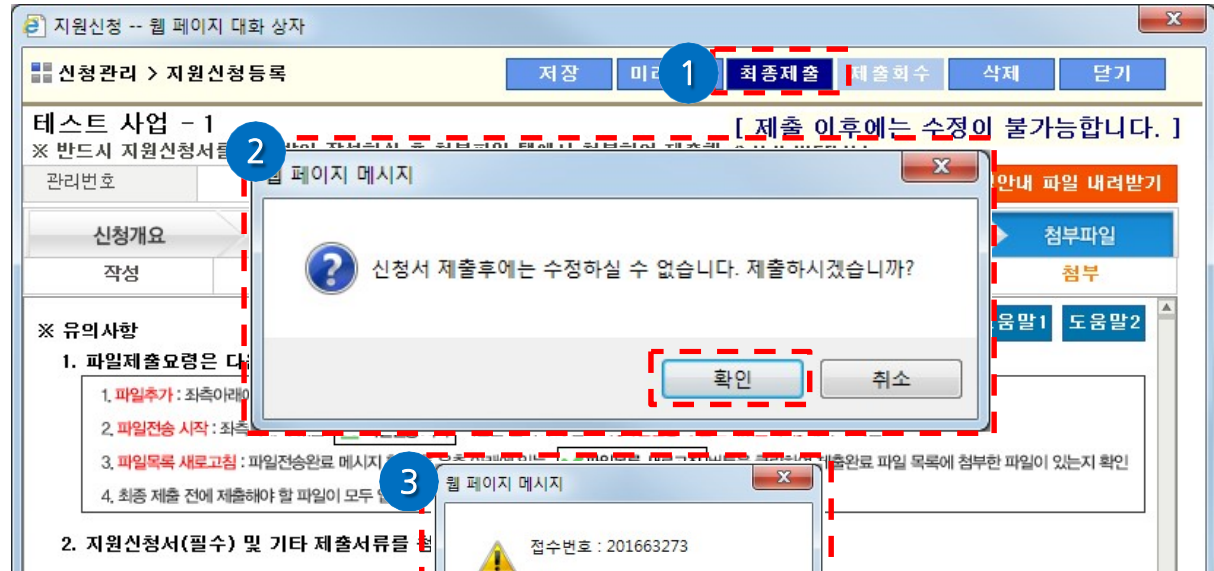 지원신청 -- 웹 페이지 대화 상자
신청관리 > 지원신청등록
저장 미리 1 최종제출 제출회수 삭제 닫기
테스트 사업 - 1
[ 제출 이후에는 수정이 불가능합니다. ]
※ 반드시 지원신청서를
2
관리번호
웹 페이지 메시지
안내 파일 내려받기
신청개요
첨부파일
신청서 제출후에는 수정하실 수 없습니다. 제출하시겠습니까?
작성
첨부
※ 유의사항
도움말1 도움말2
1. 파일제출요령은 다음
확인 취소
1. 파일추가 : 좌측아래에
2. 파일전송 시작 : 좌측
3. 파일목록 새로고침 : 파일전송완료 메시지
제출완료 파일 목록에 첨부한 파일이 있는지 확인
4. 최종 제출 전에 제출해야 할 파일이 모두
3
웹 페이지 메시지
2. 지원신청서(필수) 및 기타 제출서류를 첨
접수번호 : 201663273